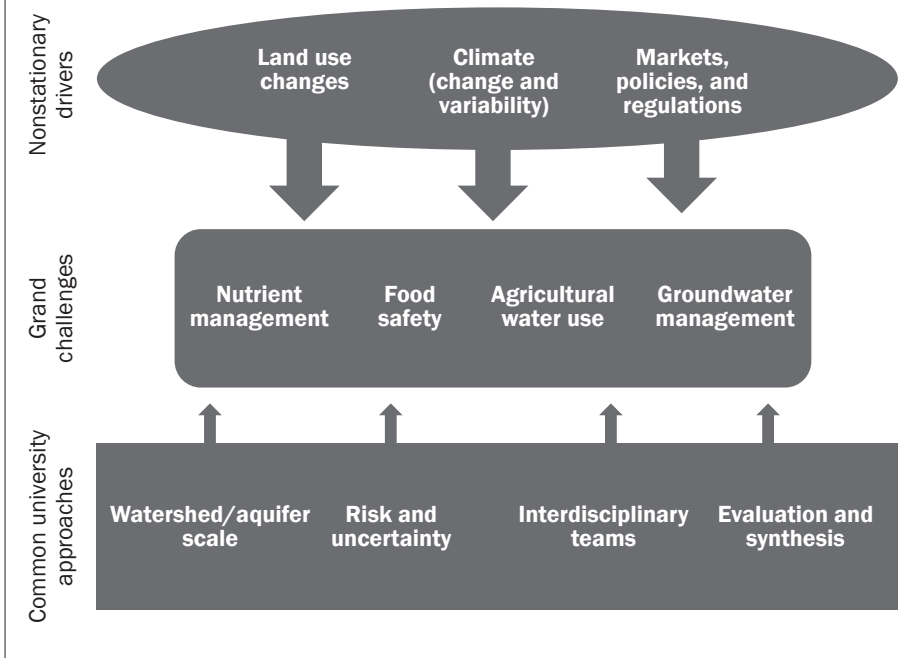 Nonstationary
drivers
Land use
changes
Climate
(change and
variability)
Markets,
policies, and
regulations
Grand
challenges
Nutrient
management
Food
safety
Agricultural
water use
Groundwater
management
Common university
approaches
Watershed/aquifer
scale
Risk and
uncertainty
Interdisciplinary
teams
Evaluation and
synthesis